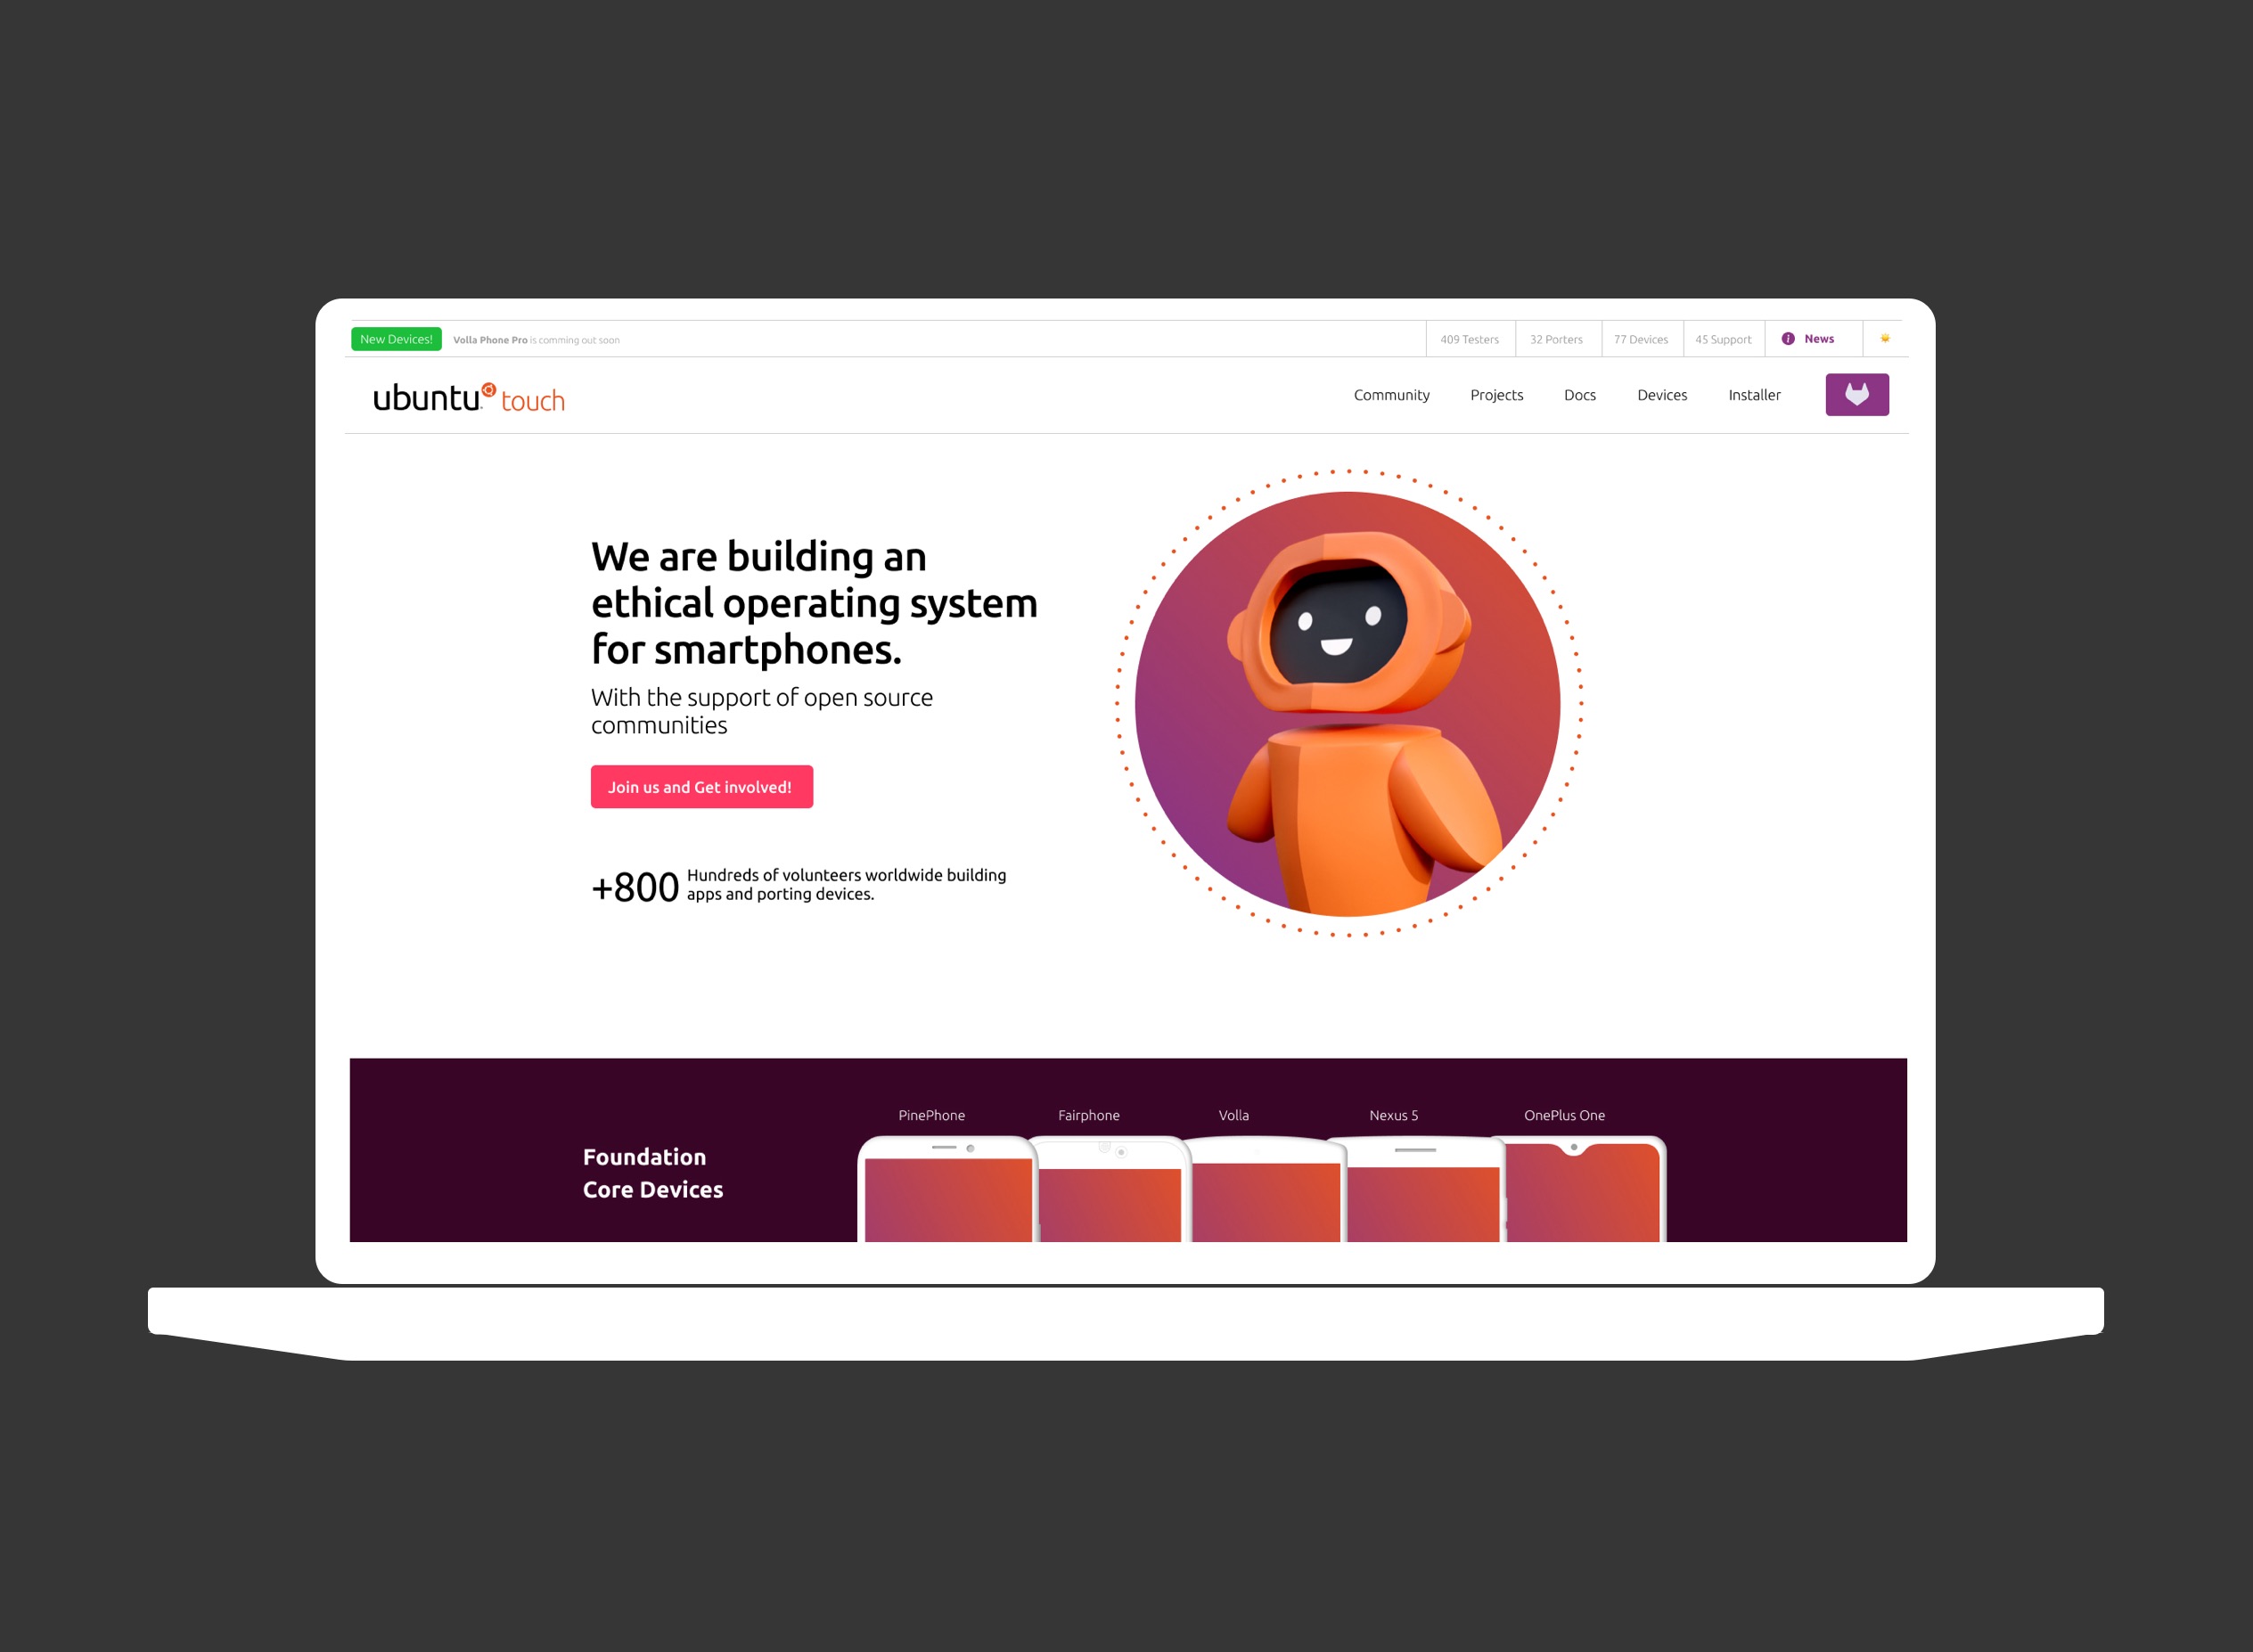 New Devices! Volla Phone Pro is comming out soon 409 Testers 32 Porters 77 Devices 45 Support News
ubuntu touch Community Projects Docs Devices Installer
We are building an
ethical operating system
for smartphones.
With the support of open source
communities
Join us and Get involved!
+800 Hundreds of volunteers worldwide building
apps and porting devices.
PinePhone Fairphone Volla Nexus 5 OnePlus One
Foundation
Core Devices